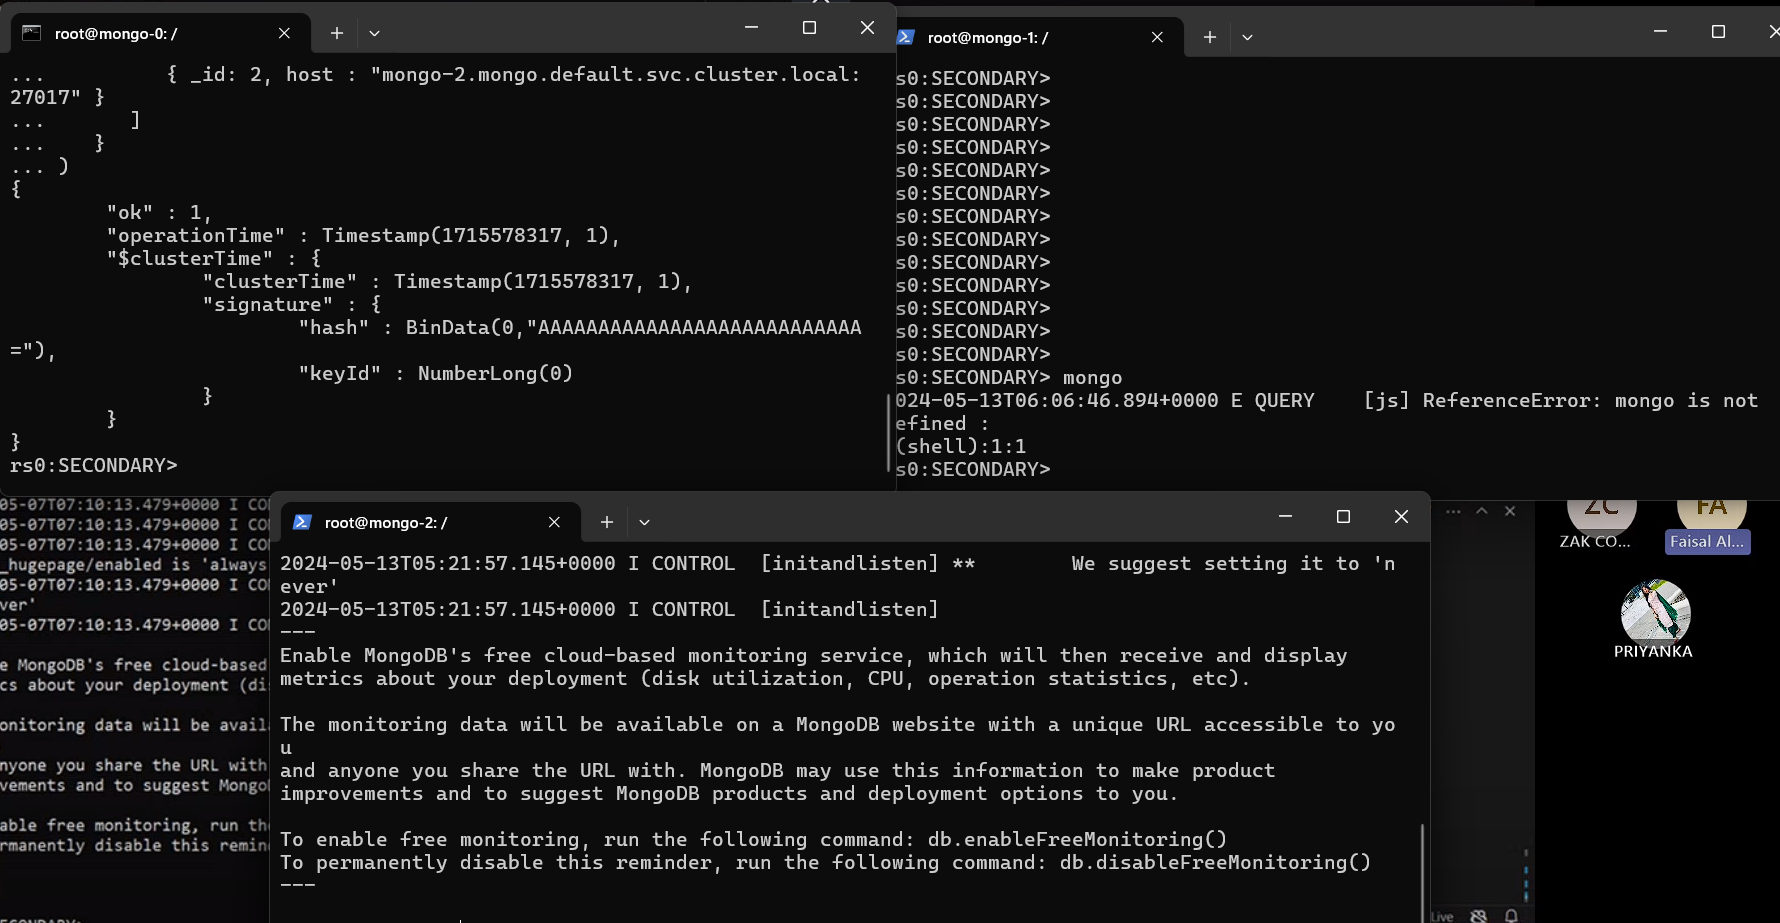 root@mongo-0: /
...          { _id: 2, host : "mongo-2.mongo.default.svc.cluster.local:
27017" }
...       ]
...    }
... )
{
"ok" : 1,
"operationTime" : Timestamp(1715578317, 1),
"$clusterTime" : {
"clusterTime" : Timestamp(1715578317, 1),
"signature" : {
"hash" : BinData(0,"AAAAAAAAAAAAAAAAAAAAAAAAAAA
="),
"keyId" : NumberLong(0)
}
}
}
rs0:SECONDARY>
root@mongo-1: /
s0:SECONDARY>
s0:SECONDARY>
s0:SECONDARY>
s0:SECONDARY>
s0:SECONDARY>
s0:SECONDARY>
s0:SECONDARY>
s0:SECONDARY>
s0:SECONDARY>
s0:SECONDARY>
s0:SECONDARY>
s0:SECONDARY>
s0:SECONDARY>
s0:SECONDARY> mongo
024-05-13T06:06:46.894+0000 E QUERY    [js] ReferenceError: mongo is not
efined :
(shell):1:1
s0:SECONDARY>
05-07T07:10:13.479+0000 I CO
05-07T07:10:13.479+0000 I CO
05-07T07:10:13.479+0000 I CO
_hugepage/enabled is 'always
05-07T07:10:13.479+0000 I CO
ver'
05-07T07:10:13.479+0000 I CO
e MongoDB's free cloud-based
cs about your deployment (di
onitoring data will be avail
nyone you share the URL with
vements and to suggest Mongo
able free monitoring, run th
rmanently disable this remin
root@mongo-2: /
2024-05-13T05:21:57.145+0000 I CONTROL  [initandlisten] **        We suggest setting it to 'n
ever'
2024-05-13T05:21:57.145+0000 I CONTROL  [initandlisten]
---
Enable MongoDB's free cloud-based monitoring service, which will then receive and display
metrics about your deployment (disk utilization, CPU, operation statistics, etc).
The monitoring data will be available on a MongoDB website with a unique URL accessible to yo
u
and anyone you share the URL with. MongoDB may use this information to make product
improvements and to suggest MongoDB products and deployment options to you.
To enable free monitoring, run the following command: db.enableFreeMonitoring()
To permanently disable this reminder, run the following command: db.disableFreeMonitoring()
---
ZC
FA
ZAK CO...
Faisal Al...
PRIYANKA
Live